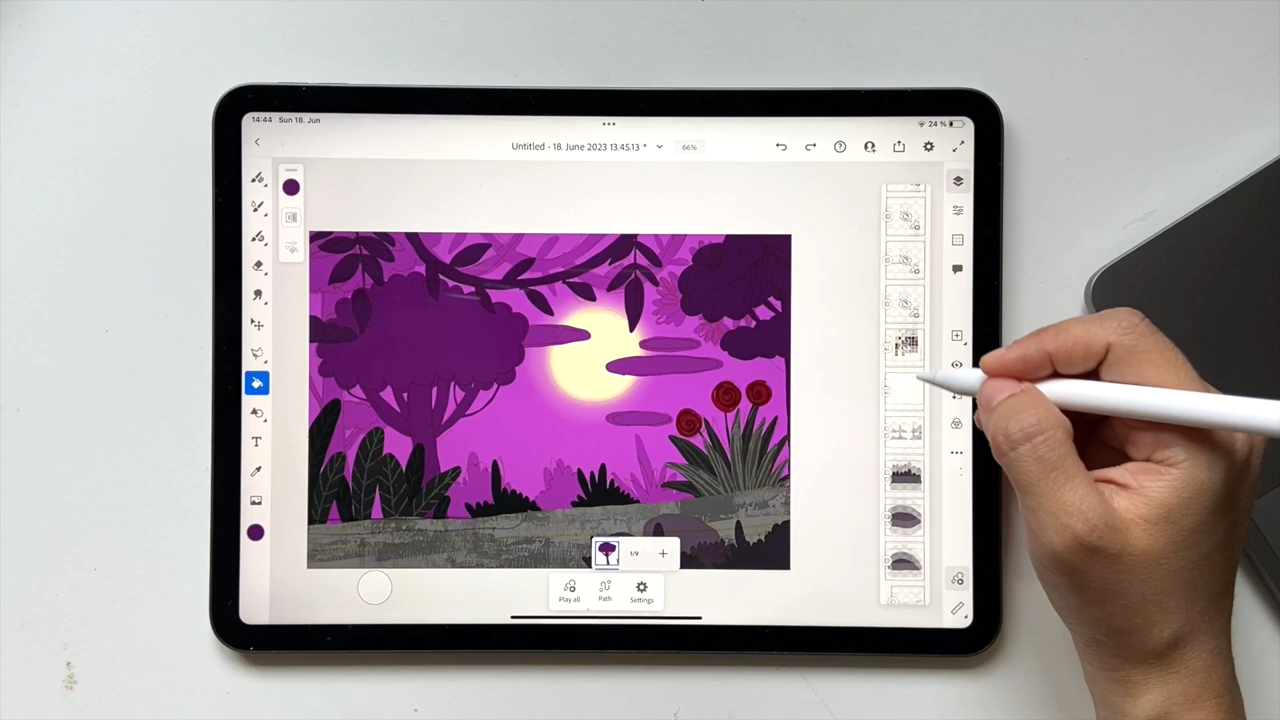 14:44 Sun 18. Jun
24 %
Untitled - 18. June 2023 13.45.13 *
66%
T
1/9
Play all
Path
Settings